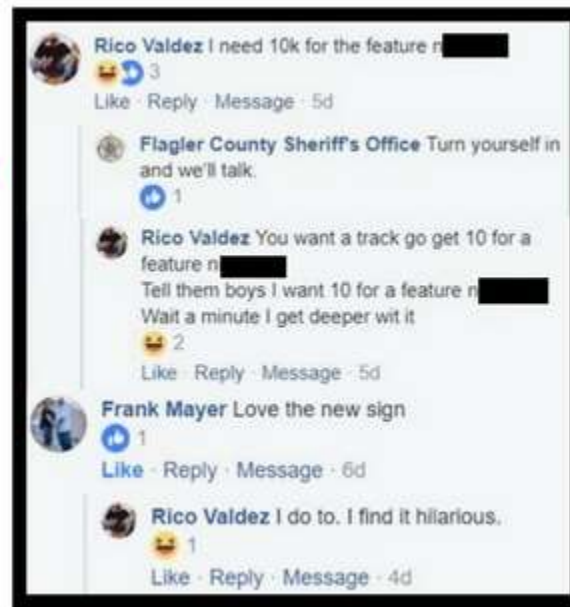 Rico Valdez I need 10k for the feature n
3
Like · Reply · Message · 5d
Flagler County Sheriff's Office Turn yourself in
and we'll talk.
1
Rico Valdez You want a track go get 10 for a
feature n
Tell them boys I want 10 for a feature n
Wait a minute I get deeper wit it
2
Like · Reply · Message · 5d
Frank Mayer Love the new sign
1
Like · Reply · Message · 6d
Rico Valdez I do to. I find it hilarious.
1
Like · Reply · Message · 4d